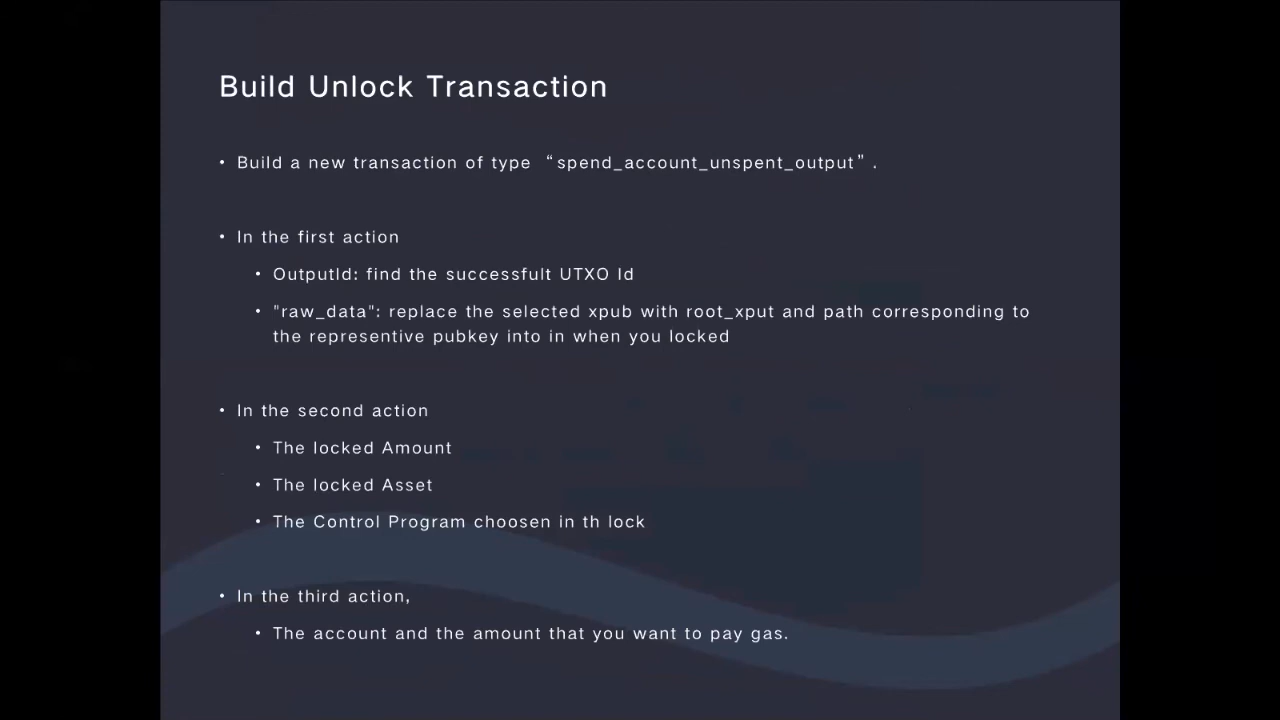 Build Unlock Transaction
• Build a new transaction of type “spend_account_unspent_output”.
• In the first action
• OutputId: find the successfult UTXO Id
• "raw_data": replace the selected xpub with root_xput and path corresponding to
the representive pubkey into in when you locked
• In the second action
• The locked Amount
• The locked Asset
• The Control Program choosen in th lock
• In the third action,
• The account and the amount that you want to pay gas.